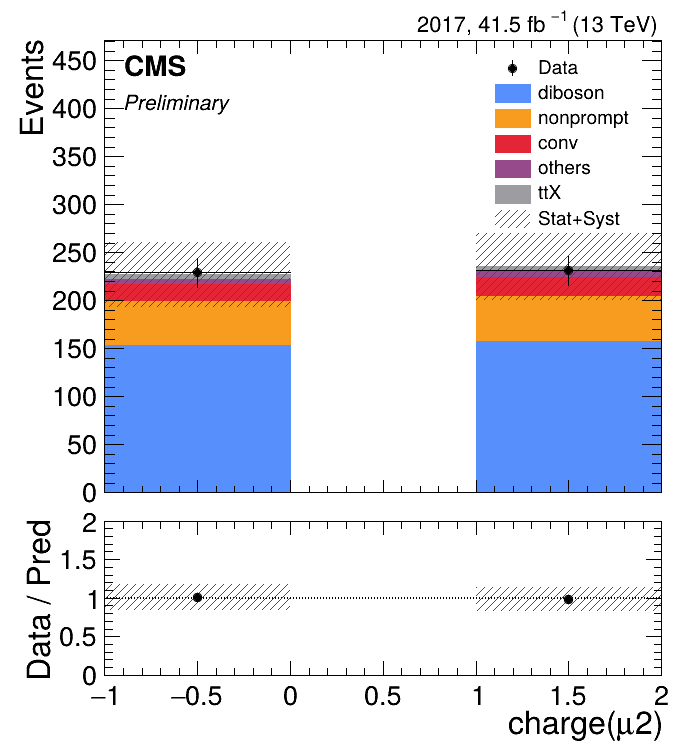 2017, 41.5 fb⁻¹ (13 TeV)
Events
450
400
350
300
250
200
150
100
50
0
CMS
Preliminary
Data
diboson
nonprompt
conv
others
ttX
Stat+Syst
Data / Pred
2
1.5
1
0.5
0
−1
−0.5
0
0.5
1
1.5
2
charge(μ2)